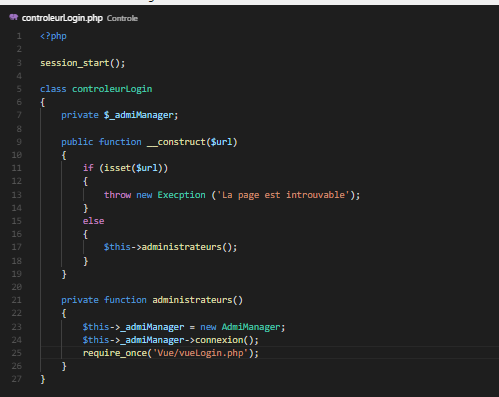 controleurLogin.php Controle
1 <?php
2
3 session_start();
4
5 class controleurLogin
6 {
7 private $_admiManager;
8
9 public function __construct($url)
10 {
11 if (isset($url))
12 {
13 throw new Execption ('La page est introuvable');
14 }
15 else
16 {
17 $this->administrateurs();
18 }
19 }
20
21 private function administrateurs()
22 {
23 $this->_admiManager = new AdmiManager;
24 $this->_admiManager->connexion();
25 require_once('Vue/vueLogin.php');
26 }
27 }